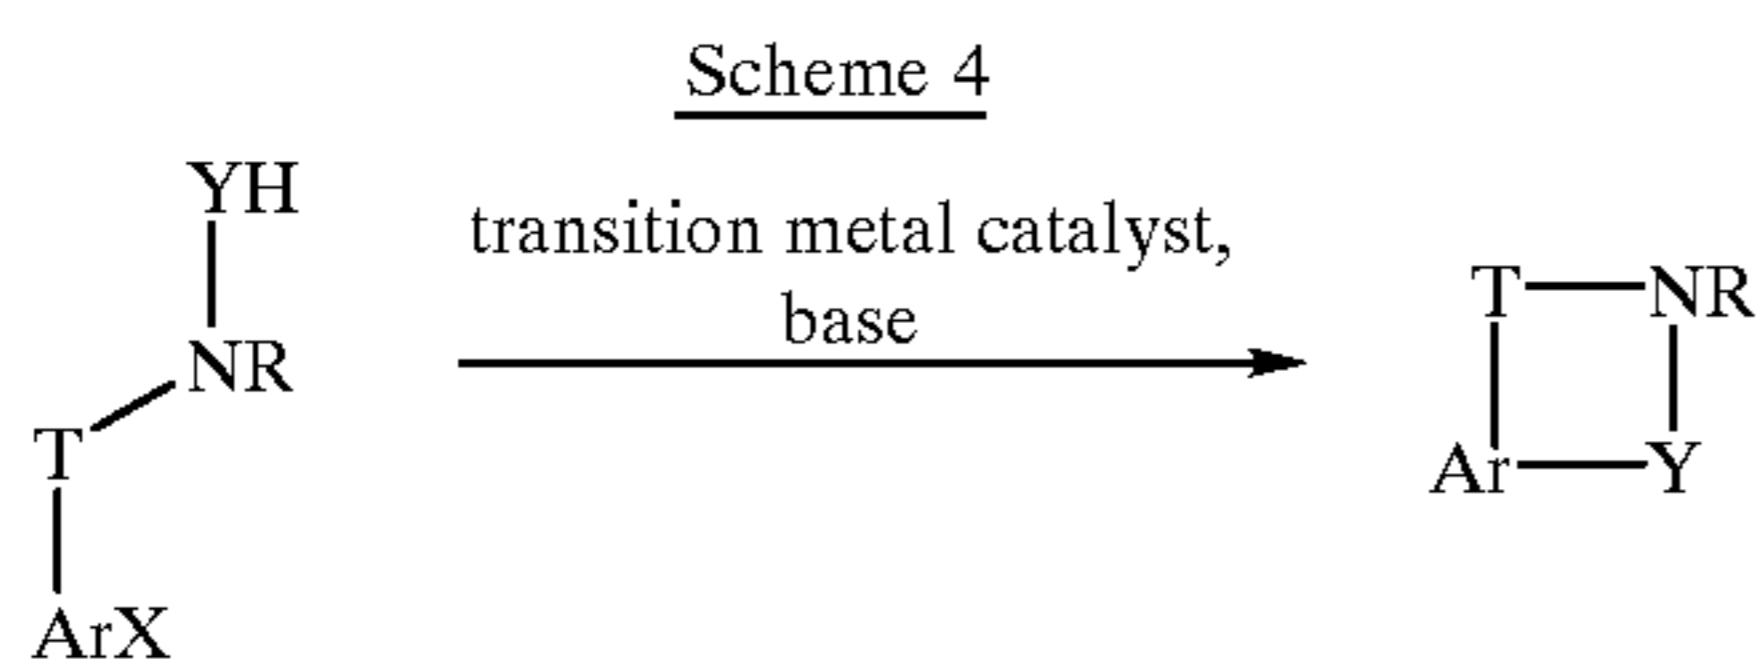 Scheme 4
YH
transition metal catalyst,
base
NR
T
ArX
T
NR
Ar
Y